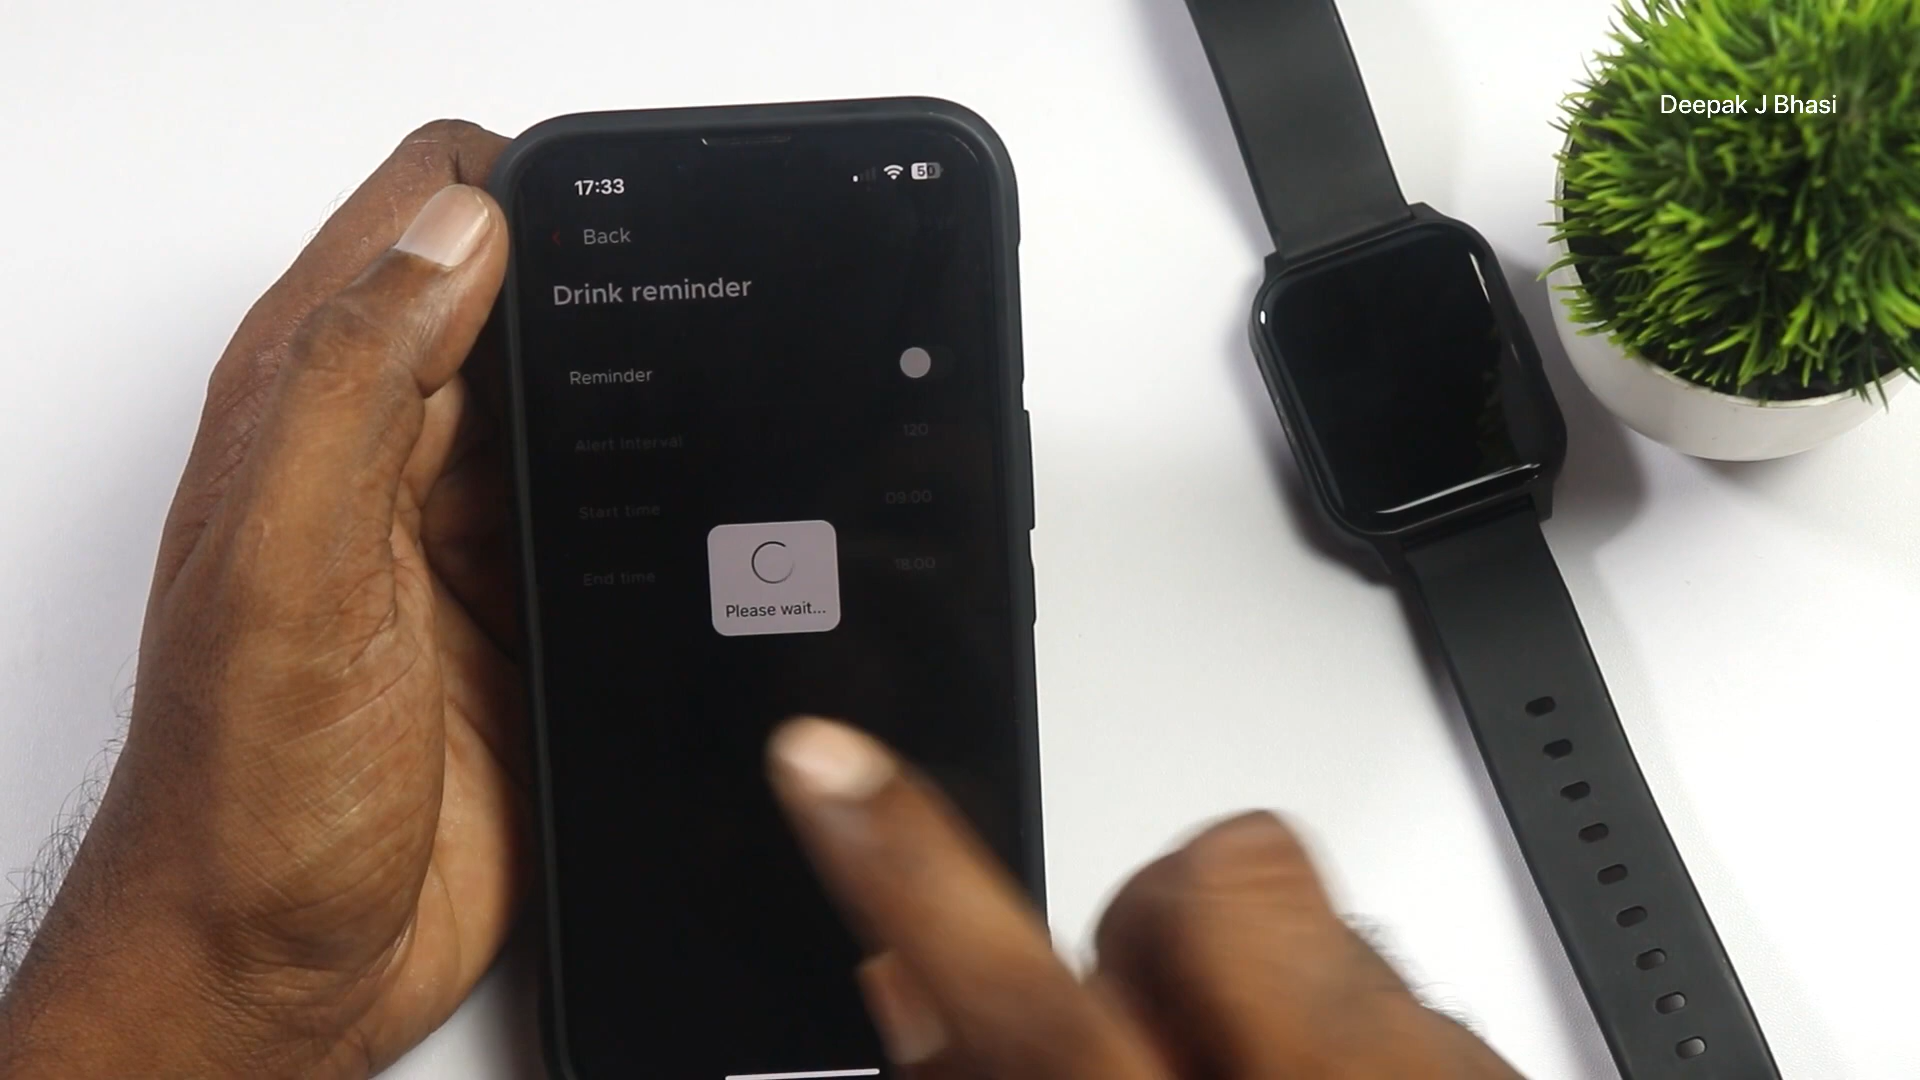 Deepak J Bhasi
17:33
50
Back
Drink reminder
Reminder
Alert Interval 120
Start time 09:00
End time 18:00
Please wait...